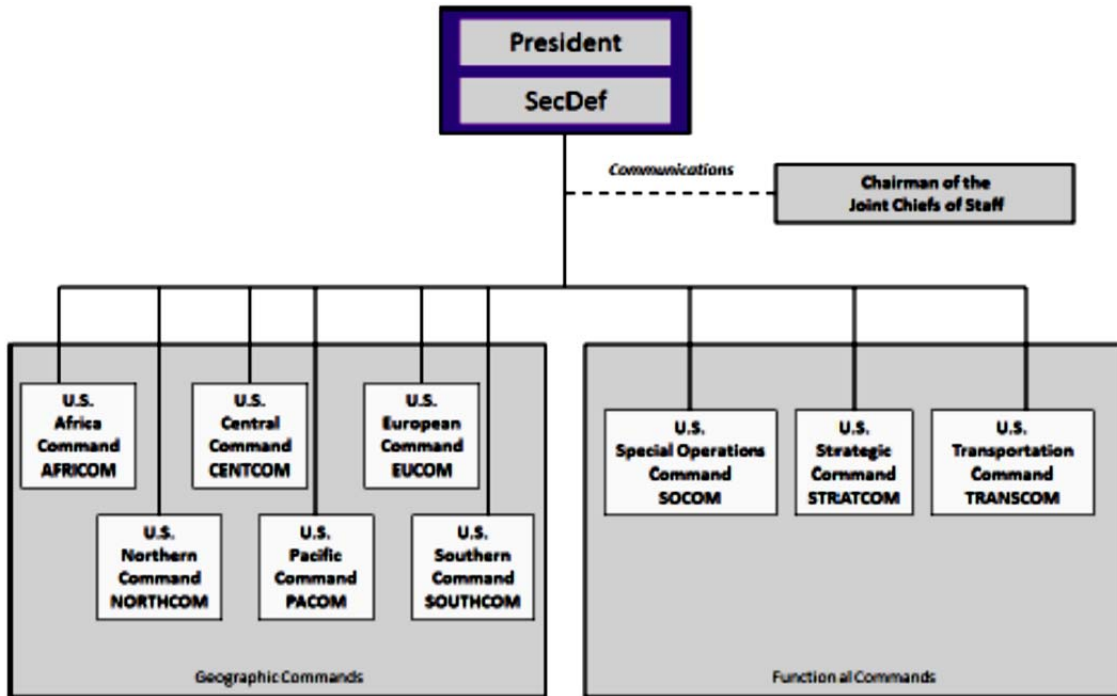 President
SecDef
Communications
Chairman of the
Joint Chiefs of Staff
U.S.
Africa
Command
AFRICOM
U.S.
Central
Command
CENTCOM
U.S.
European
Command
EUCOM
U.S.
Northern
Command
NORTHCOM
U.S.
Pacific
Command
PACOM
U.S.
Southern
Command
SOUTHCOM
Geographic Commands
U.S.
Special Operations
Command
SOCOM
U.S.
Strategic
Command
STRATCOM
U.S.
Transportation
Command
TRANSCOM
Functional Commands